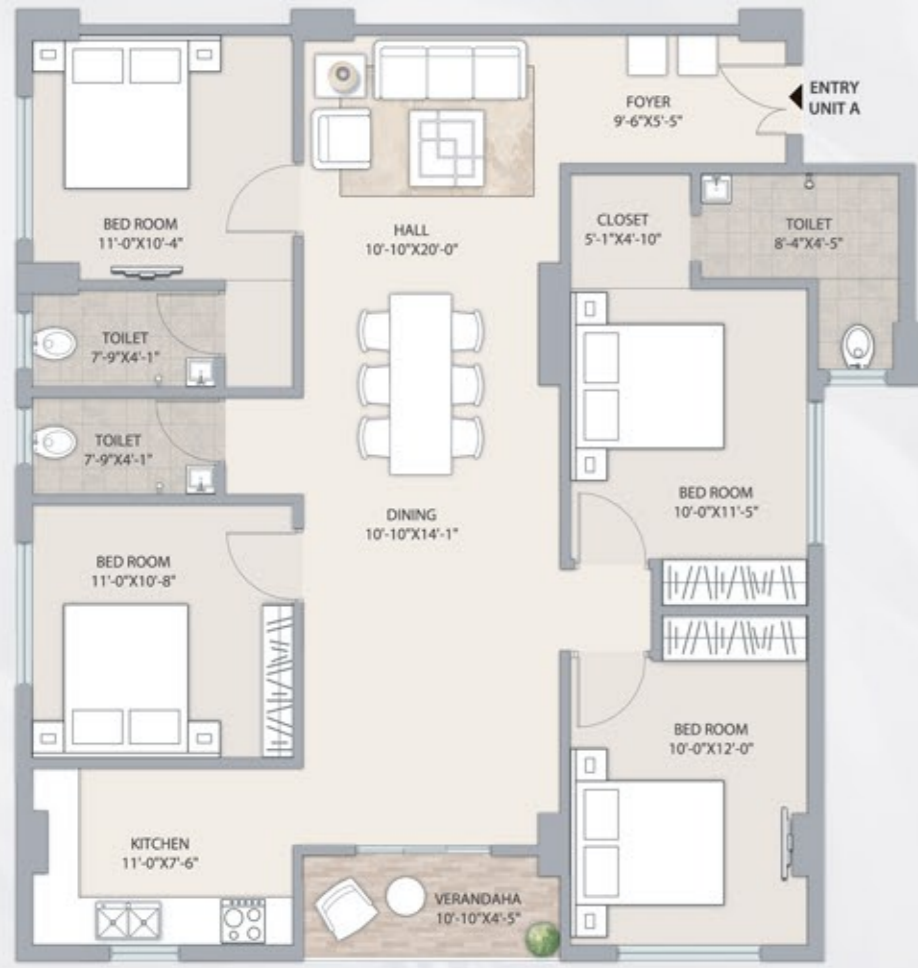 ENTRY
UNIT A
FOYER
9'-6"X5'-5"
BED ROOM
11'-0"X10'-4"
HALL
10'-10"X20'-0"
CLOSET
5'-1"X4'-10"
TOILET
8'-4"X4'-5"
TOILET
7'-9"X4'-1"
TOILET
7'-9"X4'-1"
BED ROOM
10'-0"X11'-5"
DINING
10'-10"X14'-1"
BED ROOM
11'-0"X10'-8"
BED ROOM
10'-0"X12'-0"
KITCHEN
11'-0"X7'-6"
VERANDAHA
10'-10"X4'-5"